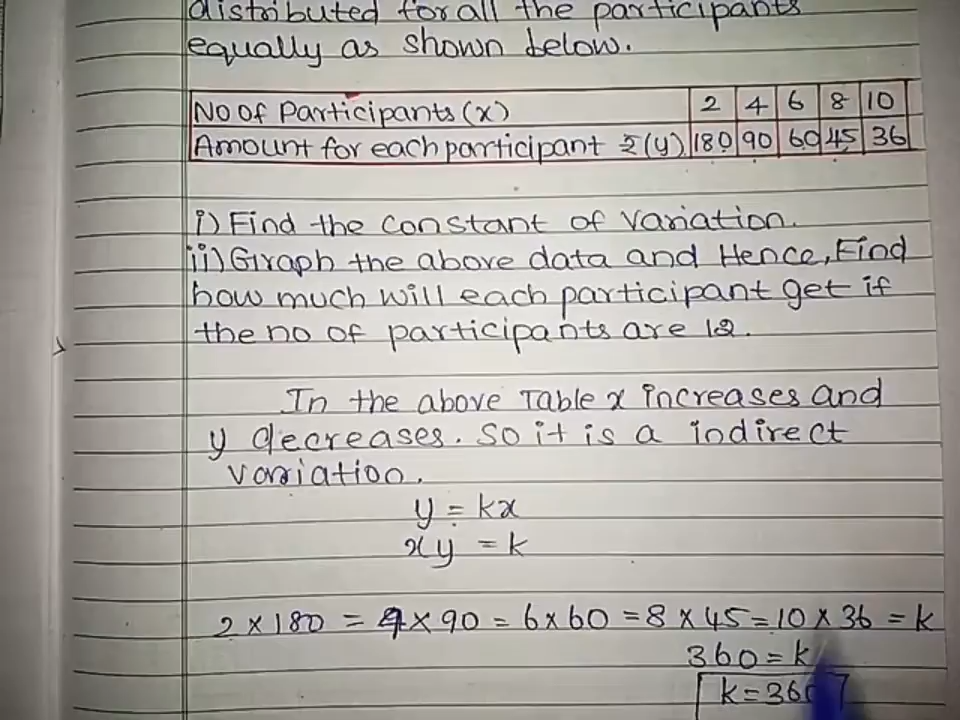 distributed for all the participants
equally as shown below.
No Of Participants (x) 2 4 6 8 10
Amount for each participant ₹ (y) 180 90 60 45 36
i) Find the constant of variation.
ii) Graph the above data and Hence, Find
how much will each participant get if
the no of participants are 12.
In the above Table x increases and
y decreases. So it is a indirect
variation.
y = kx
xy = k
2 × 180 = 4 × 90 = 6 × 60 = 8 × 45 = 10 × 36 = k
360 = k
k = 360